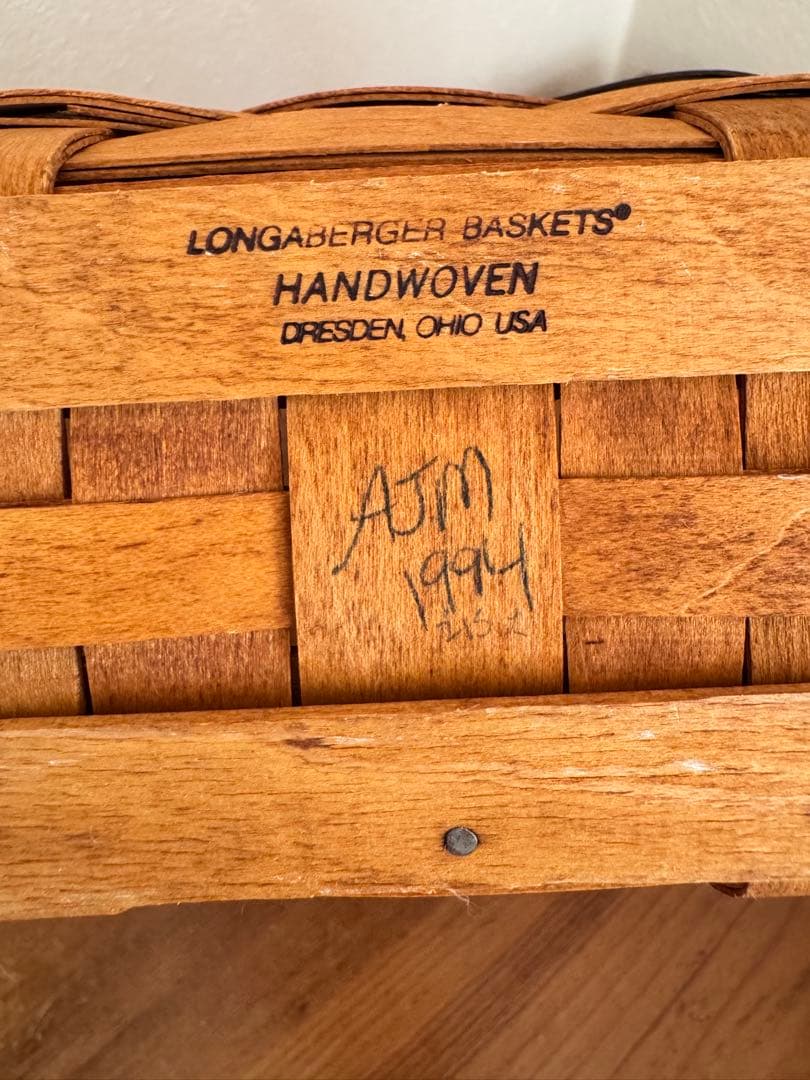 LONGABERGER BASKETS®
HANDWOVEN
DRESDEN, OHIO USA
AJM
1994